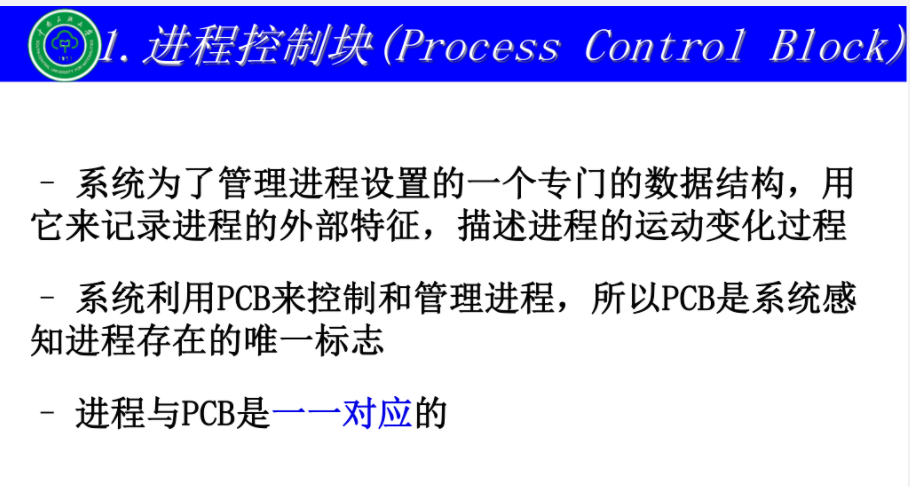 1. 进程控制块(Process Control Block)
- 系统为了管理进程设置的一个专门的数据结构，用
它来记录进程的外部特征，描述进程的运动变化过程
- 系统利用PCB来控制和管理进程，所以PCB是系统感
知进程存在的唯一标志
- 进程与PCB是一一对应的